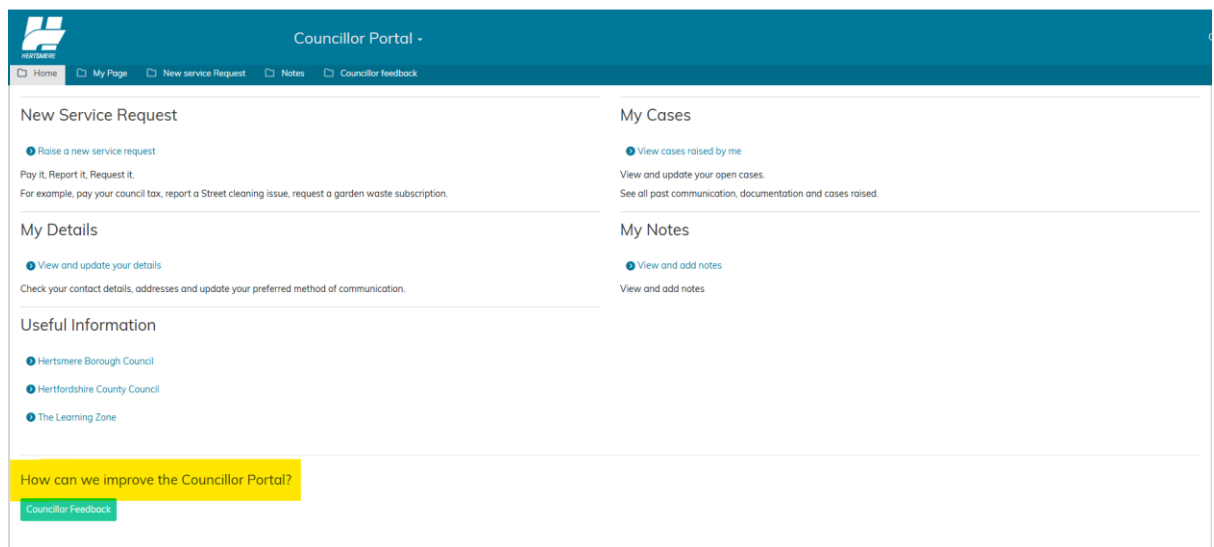 HERTSMERE
Councillor Portal
Home
My Page
New service Request
Notes
Councillor feedback
New Service Request
Raise a new service request
Pay it, Report it, Request it.
For example, pay your council tax, report a Street cleaning issue, request a garden waste subscription.
My Cases
View cases raised by me
View and update your open cases.
See all past communication, documentation and cases raised.
My Details
View and update your details
Check your contact details, addresses and update your preferred method of communication.
My Notes
View and add notes
View and add notes
Useful Information
Hertsmere Borough Council
Hertfordshire County Council
The Learning Zone
How can we improve the Councillor Portal?
Councillor Feedback